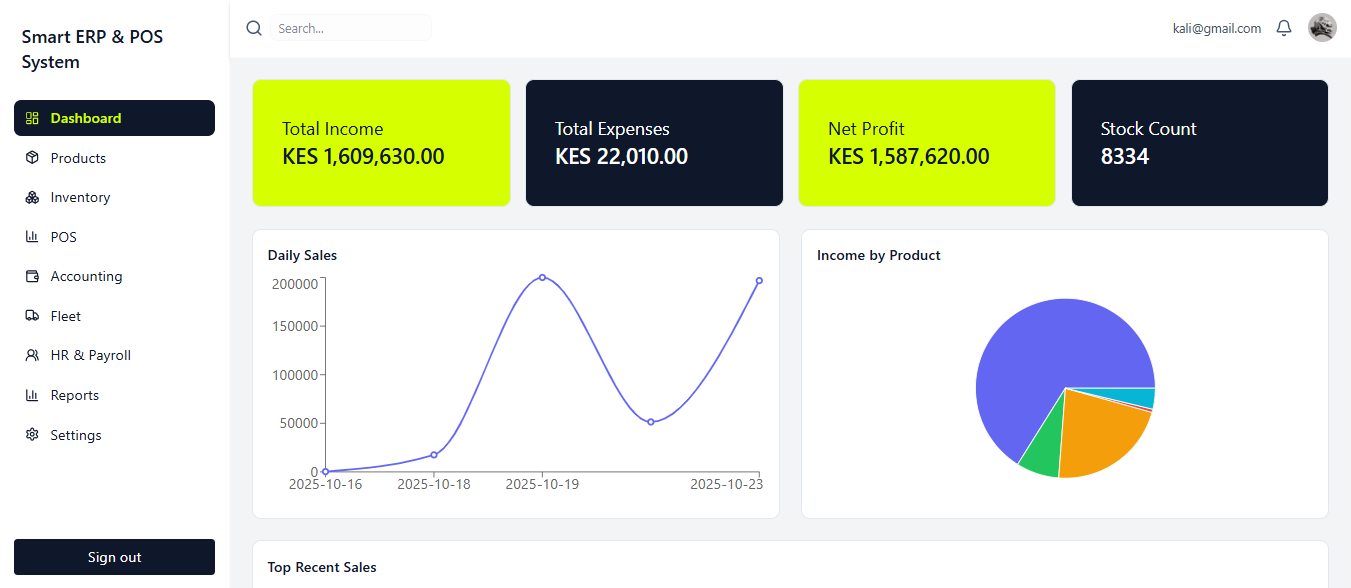 Smart ERP & POS
System
Dashboard
Products
Inventory
POS
Accounting
Fleet
HR & Payroll
Reports
Settings
Sign out
Search...
kali@gmail.com
Total Income
KES 1,609,630.00
Total Expenses
KES 22,010.00
Net Profit
KES 1,587,620.00
Stock Count
8334
Daily Sales
200000
150000
100000
50000
0
2025-10-16 2025-10-18 2025-10-19 2025-10-23
Income by Product
Top Recent Sales